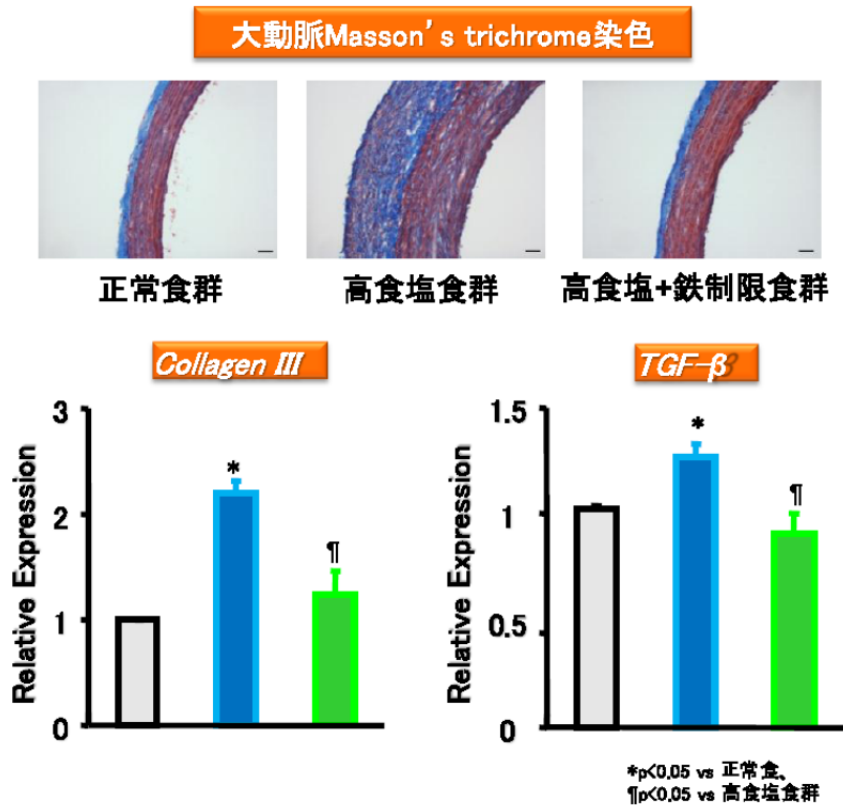 大動脈Masson's trichrome染色
正常食群
高食塩食群
高食塩+鉄制限食群
Collagen III
Relative Expression
3
2
1
0
*
¶
TGF-β
Relative Expression
1.5
1
0.5
0
*
¶
*p<0.05 vs 正常食、
¶p<0.05 vs 高食塩食群